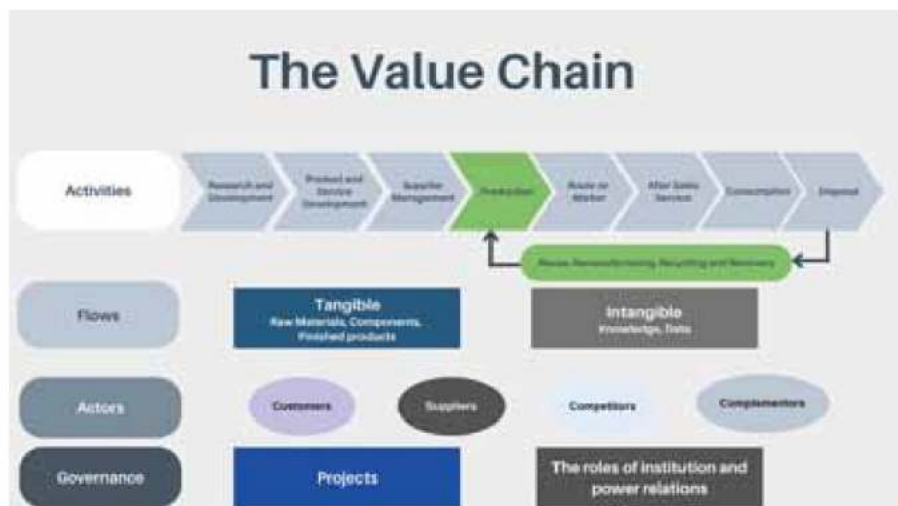 The Value Chain
Activities
Research and
Development
Product and
Service
Development
Supplier
Management
Production
Route or
Market
After Sales
Service
Consumption
Disposal
Reuse, Remanufacturing, Recycling and Recovery
Flows
Tangible
Raw Materials, Components,
Finished products
Intangible
Knowledge, Data
Actors
Customers
Suppliers
Competitors
Complementors
Governance
Projects
The roles of institution and
power relations